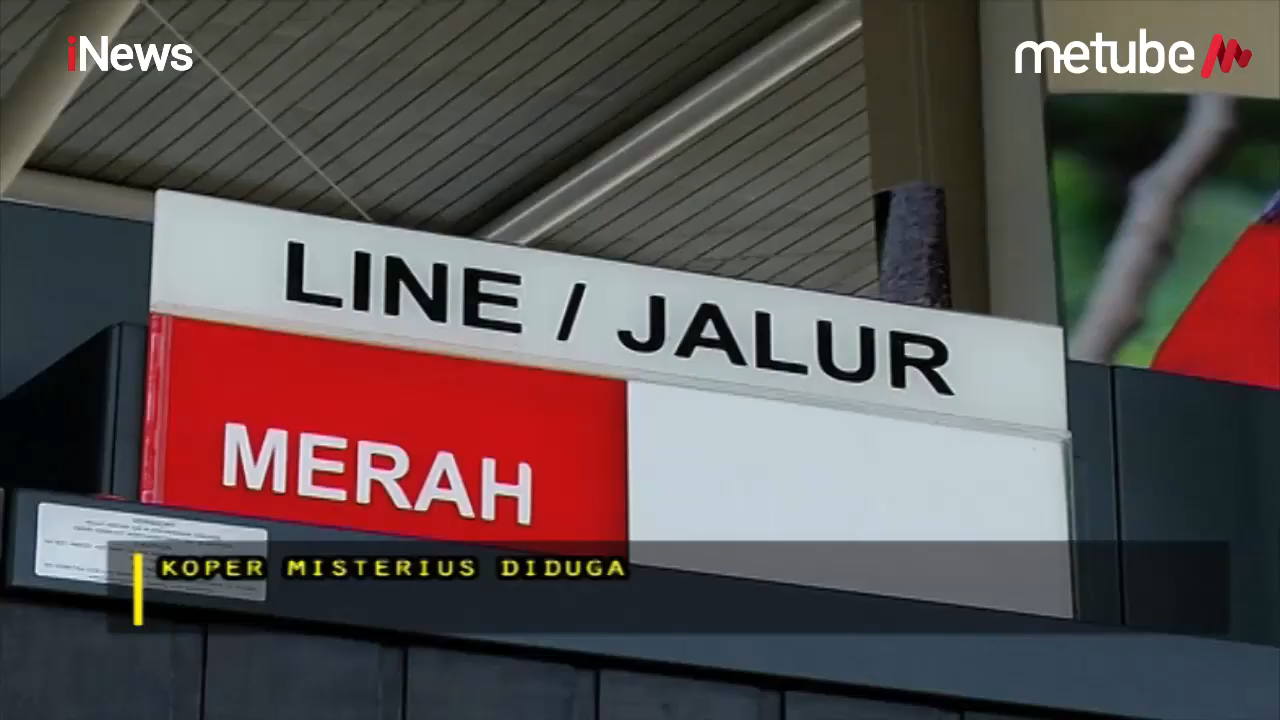 iNews
metube
LINE / JALUR
MERAH
KOPER MISTERIUS DIDUGA